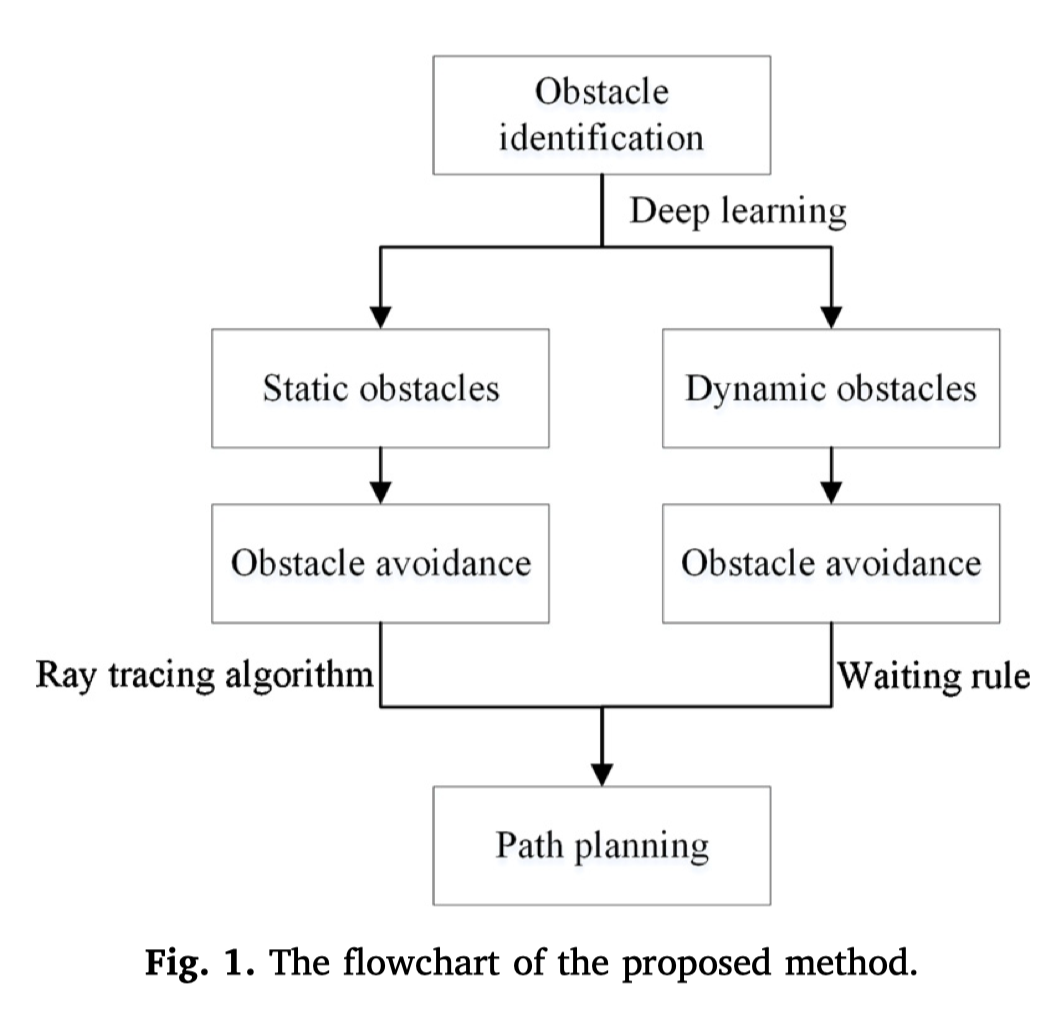 Obstacle
identification
Deep learning
Static obstacles
Dynamic obstacles
Obstacle avoidance
Obstacle avoidance
Ray tracing algorithm
Waiting rule
Path planning
Fig. 1. The flowchart of the proposed method.